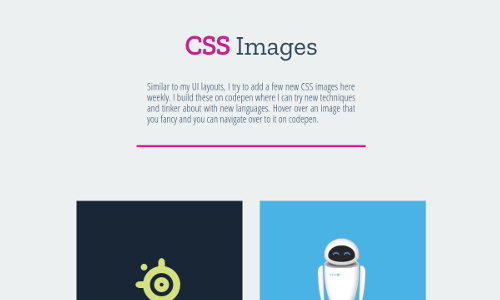 CSS Images
Similar to my UI layouts, I try to add a few new CSS images here
weekly. I build these on codepen where I can try new techniques
and tinker about with new languages. Hover over an image that
you fancy and you can navigate over to it on codepen.